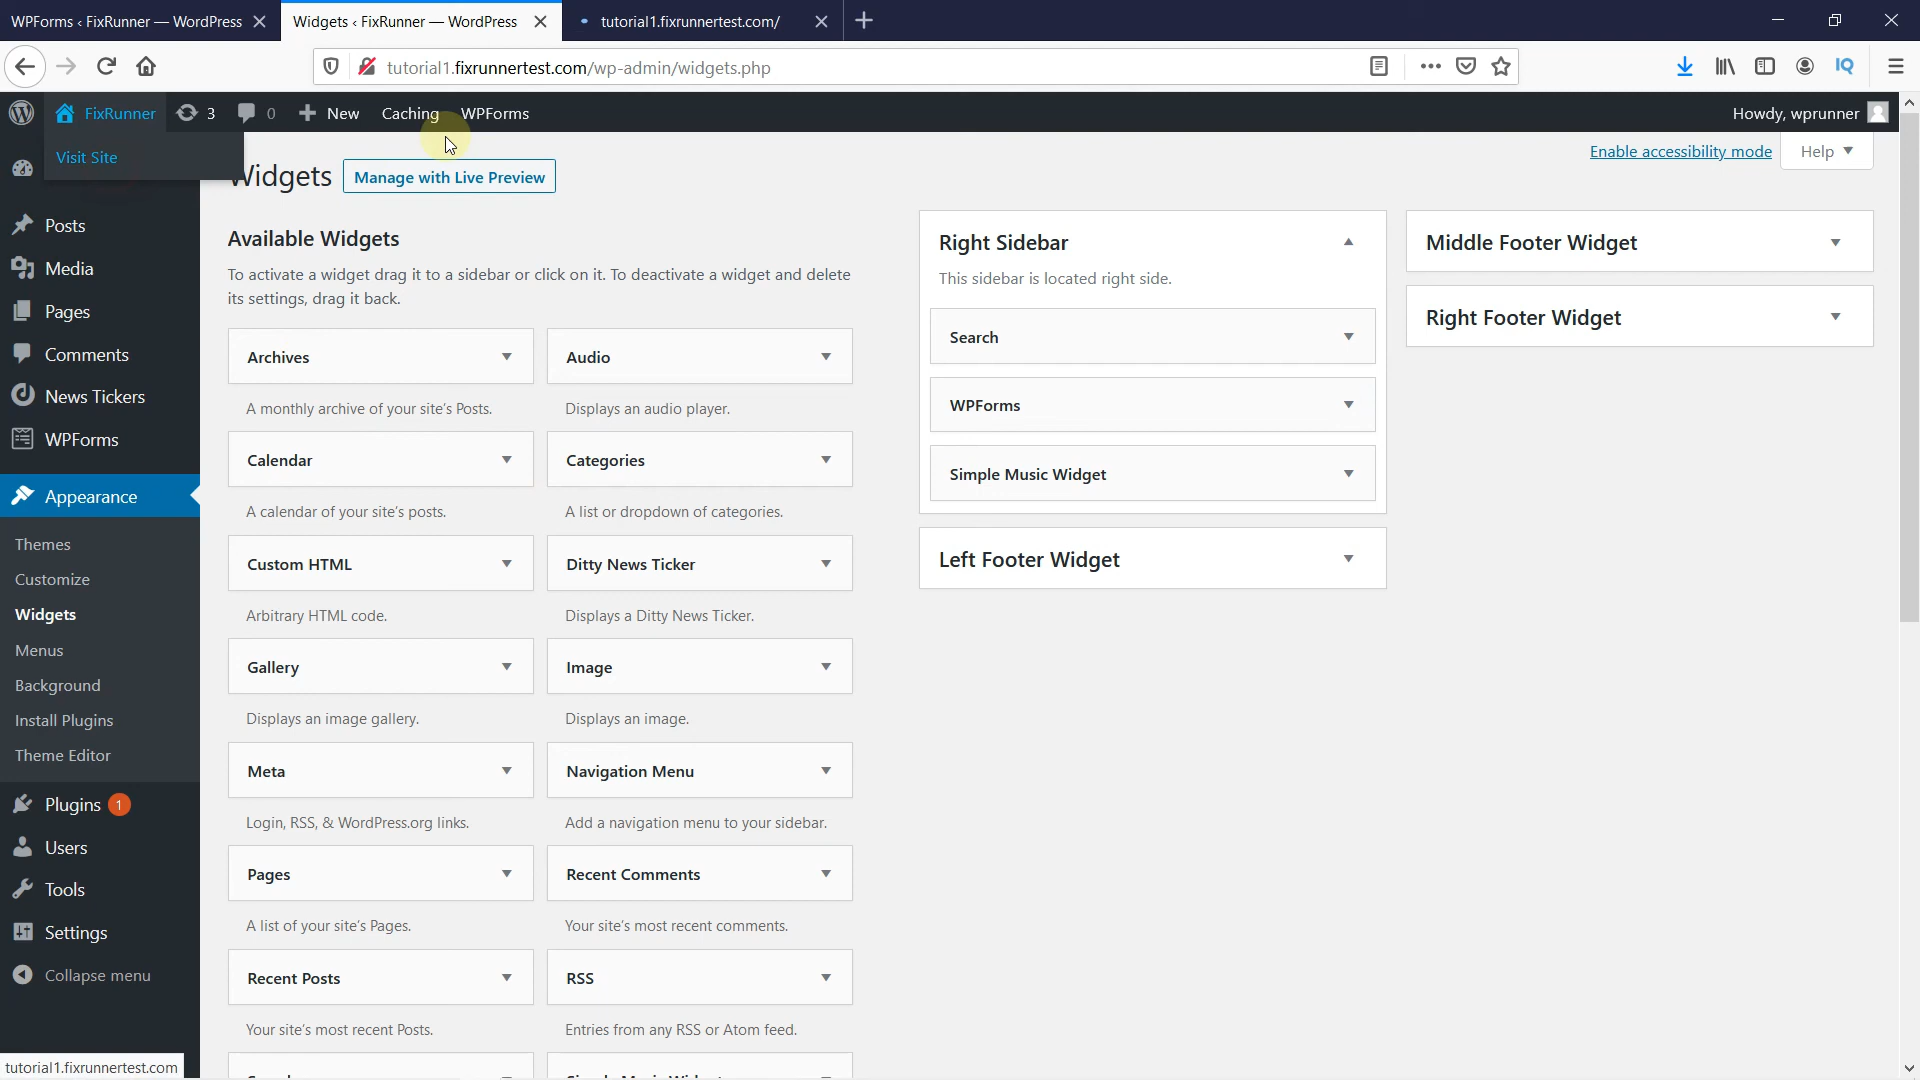 WPForms ‹ FixRunner — WordPress
Widgets ‹ FixRunner — WordPress
tutorial1.fixrunnertest.com/
tutorial1.fixrunnertest.com/wp-admin/widgets.php
IQ
FixRunner
3
0
New
Caching
WPForms
Howdy, wprunner
Visit Site
Widgets
Manage with Live Preview
Enable accessibility mode
Help
Posts
Media
Pages
Comments
News Tickers
WPForms
Appearance
Themes
Customize
Widgets
Menus
Background
Install Plugins
Theme Editor
Plugins 1
Users
Tools
Settings
Collapse menu
Available Widgets
To activate a widget drag it to a sidebar or click on it. To deactivate a widget and delete
its settings, drag it back.
Archives
A monthly archive of your site's Posts.
Audio
Displays an audio player.
Calendar
A calendar of your site's posts.
Categories
A list or dropdown of categories.
Custom HTML
Arbitrary HTML code.
Ditty News Ticker
Displays a Ditty News Ticker.
Gallery
Displays an image gallery.
Image
Displays an image.
Meta
Login, RSS, & WordPress.org links.
Navigation Menu
Add a navigation menu to your sidebar.
Pages
A list of your site's Pages.
Recent Comments
Your site's most recent comments.
Recent Posts
Your site's most recent Posts.
RSS
Entries from any RSS or Atom feed.
Right Sidebar
This sidebar is located right side.
Search
WPForms
Simple Music Widget
Left Footer Widget
Middle Footer Widget
Right Footer Widget
tutorial1.fixrunnertest.com